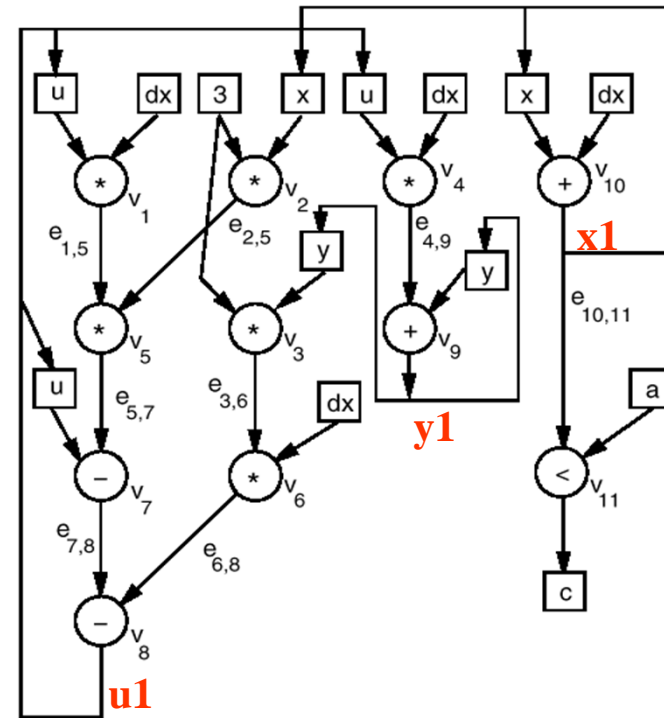 u dx 3 x u dx x dx
* v1 * v2 * v4 + v10
e1,5 e2,5 y e4,9 y x1
e10,11
* v5 * v3 + v9
u e5,7 e3,6 dx y1 a
- v7 * v6 < v11
e7,8 e6,8 c
- v8
u1